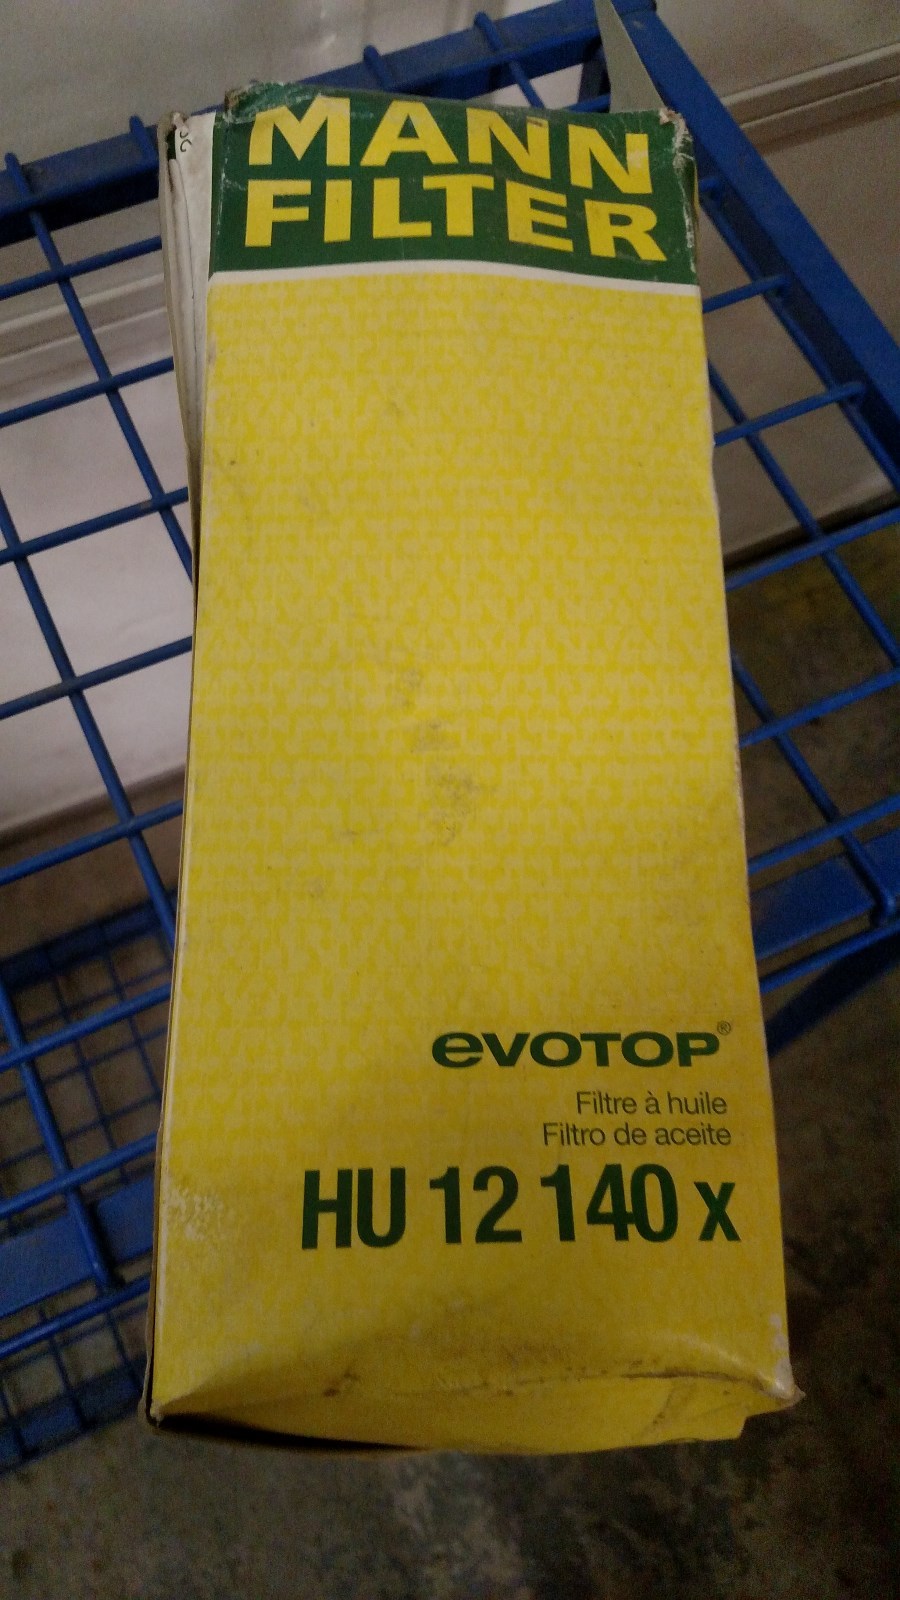 MANN
FILTER
evotop®
Filtre à huile
Filtro de aceite
HU 12 140 x